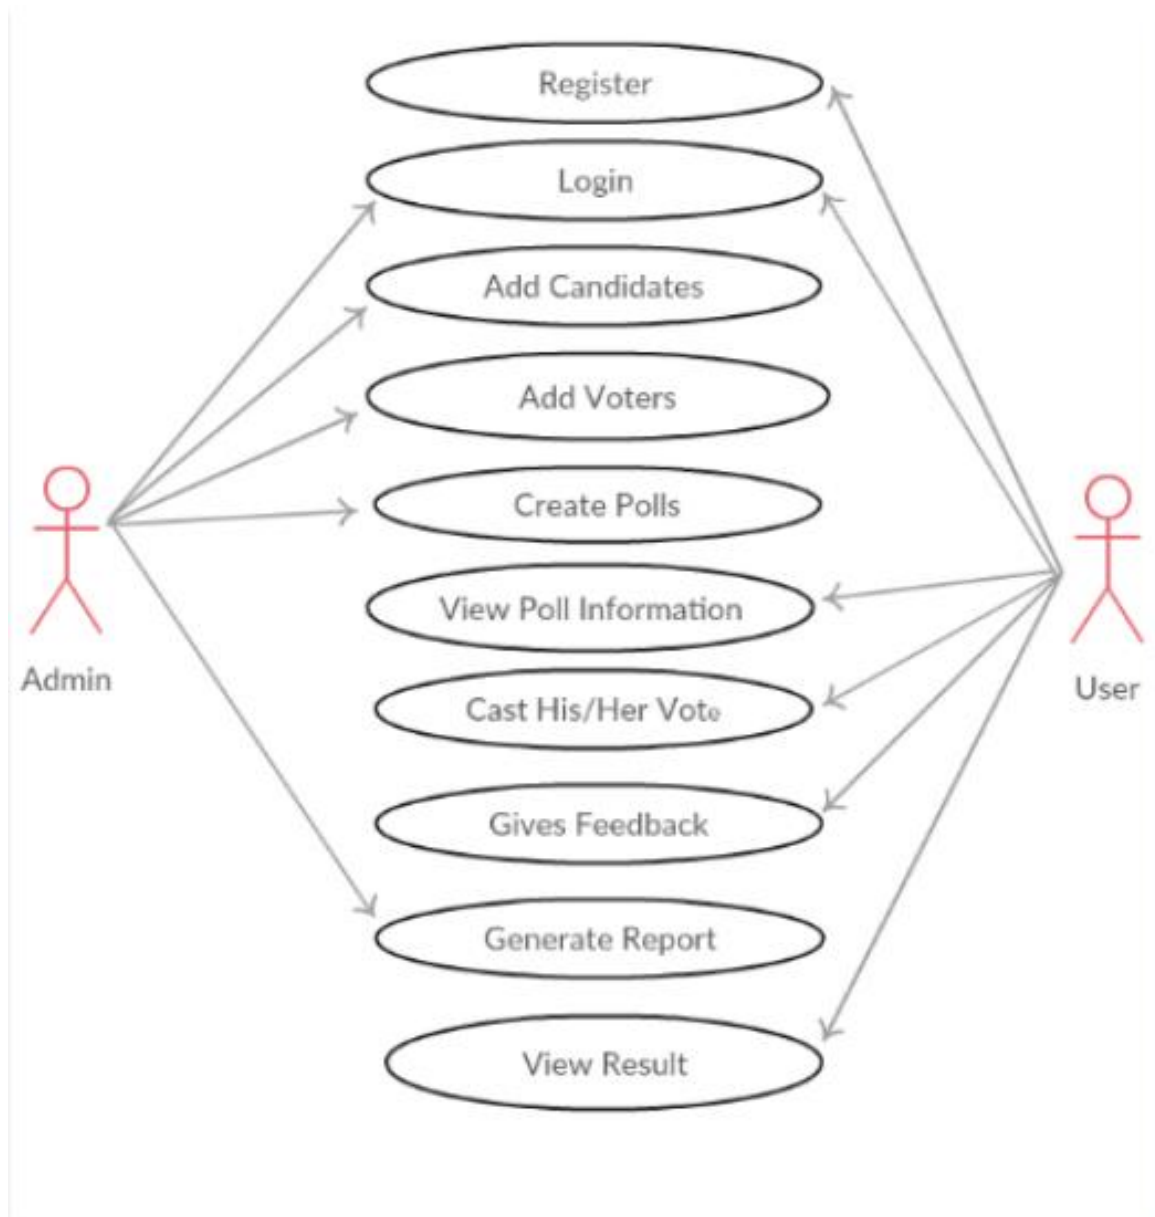 Register
Login
Add Candidates
Add Voters
Create Polls
View Poll Information
Cast His/Her Vote
Gives Feedback
Generate Report
View Result
Admin
User